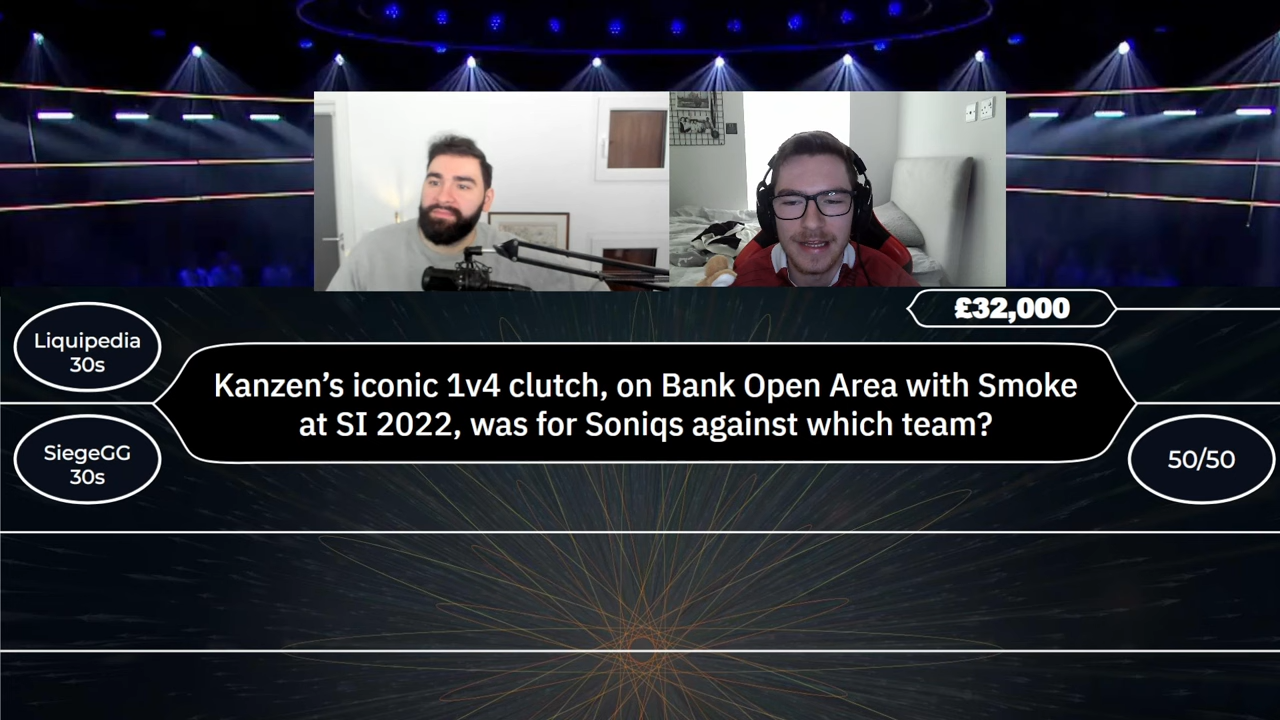 £32,000
Liquipedia
30s
Kanzen’s iconic 1v4 clutch, on Bank Open Area with Smoke
at SI 2022, was for Soniqs against which team?
SiegeGG
30s
50/50